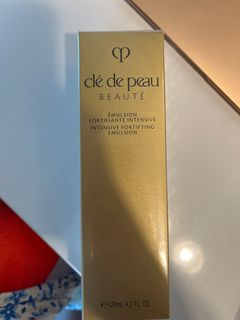 clé de peau
BEAUTÉ
ÉMULSION
FORTIFIANTE INTENSIVE
INTENSIVE FORTIFYING
EMULSION
℮125mL 4.2 FL. OZ.